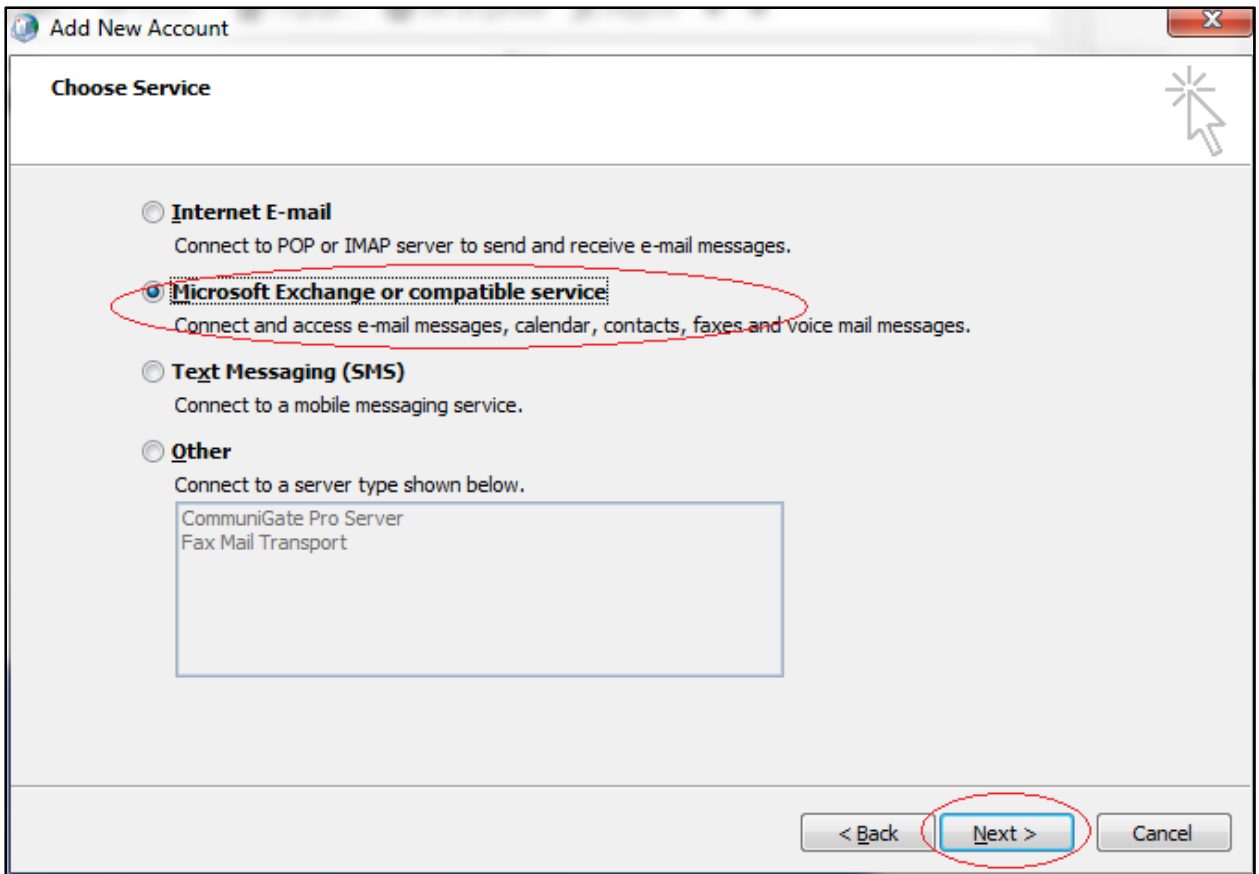 Add New Account
Choose Service
Internet E-mail
Connect to POP or IMAP server to send and receive e-mail messages.
Microsoft Exchange or compatible service
Connect and access e-mail messages, calendar, contacts, faxes and voice mail messages.
Text Messaging (SMS)
Connect to a mobile messaging service.
Other
Connect to a server type shown below.
CommuniGate Pro Server
Fax Mail Transport
< Back Next > Cancel